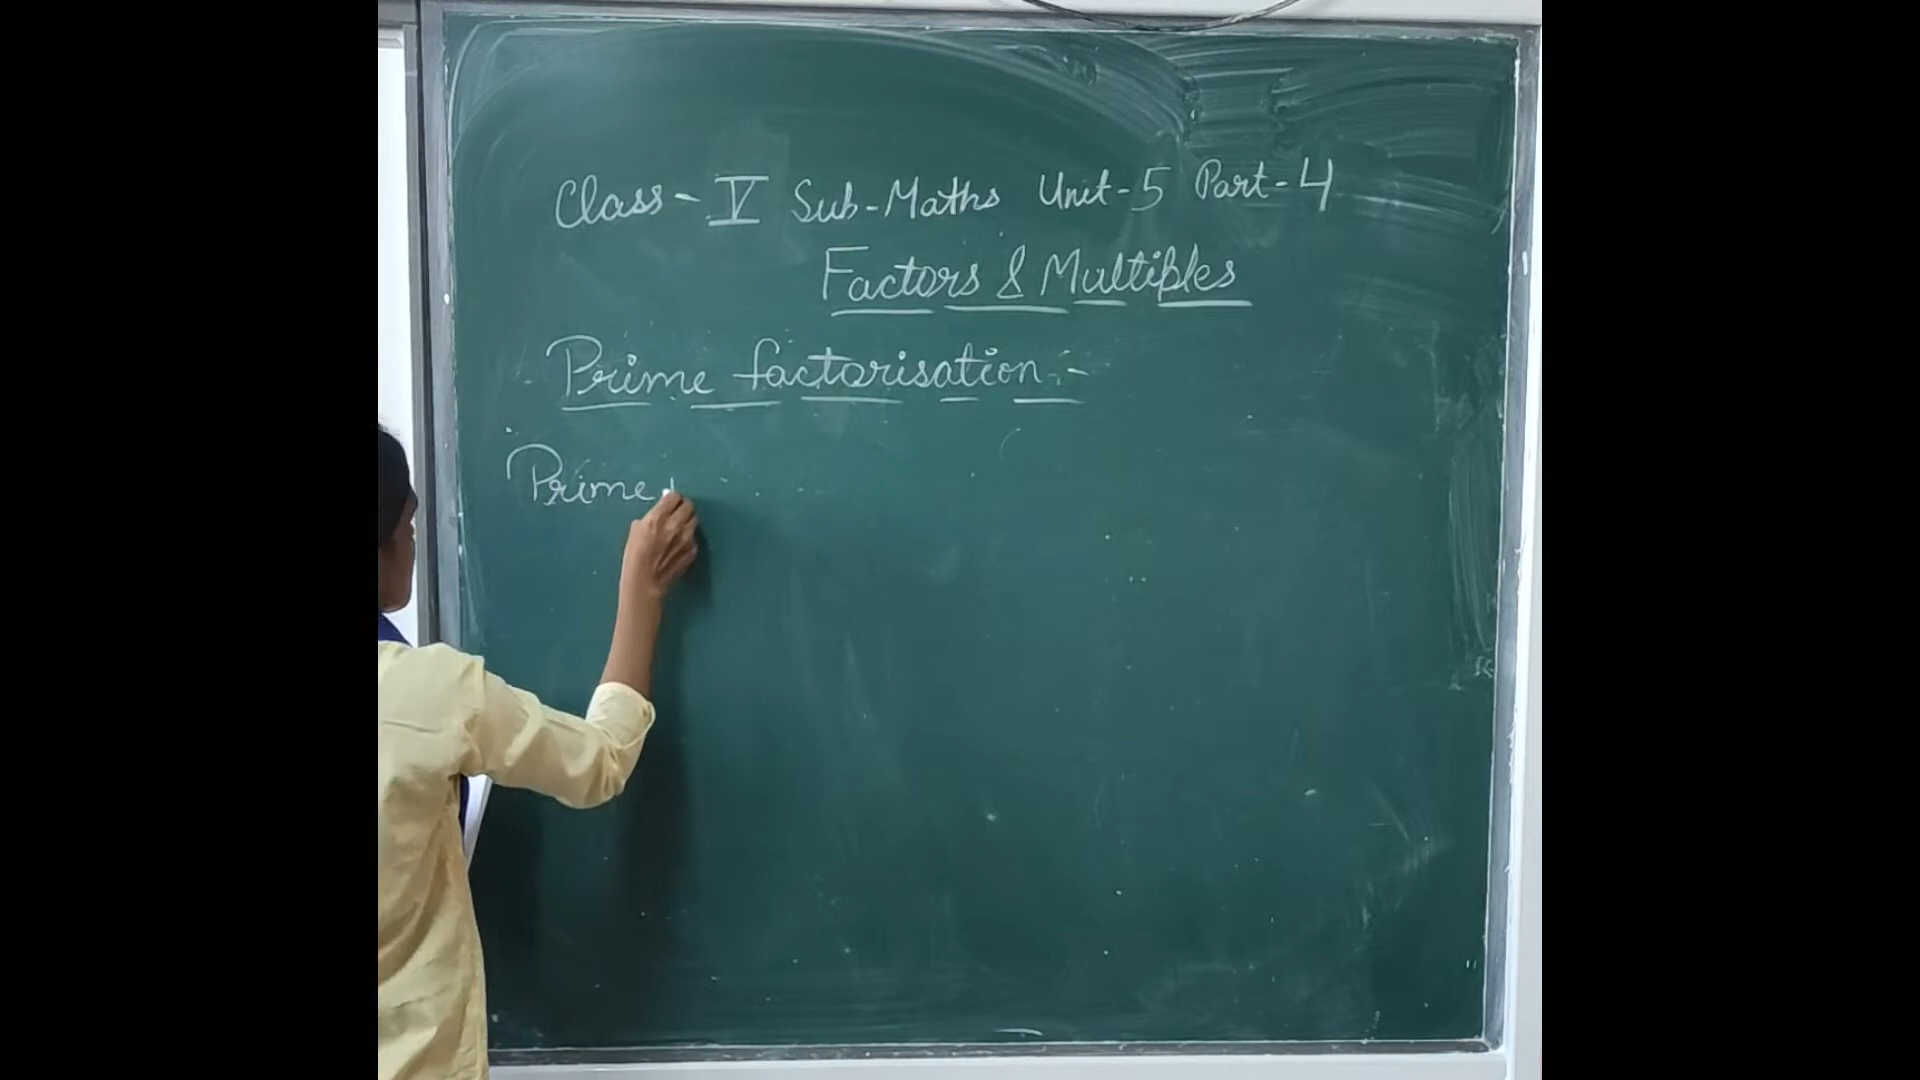 Class - V Sub-Maths Unit-5 Part-4
Factors & Multiples
Prime factorisation :-
Prime